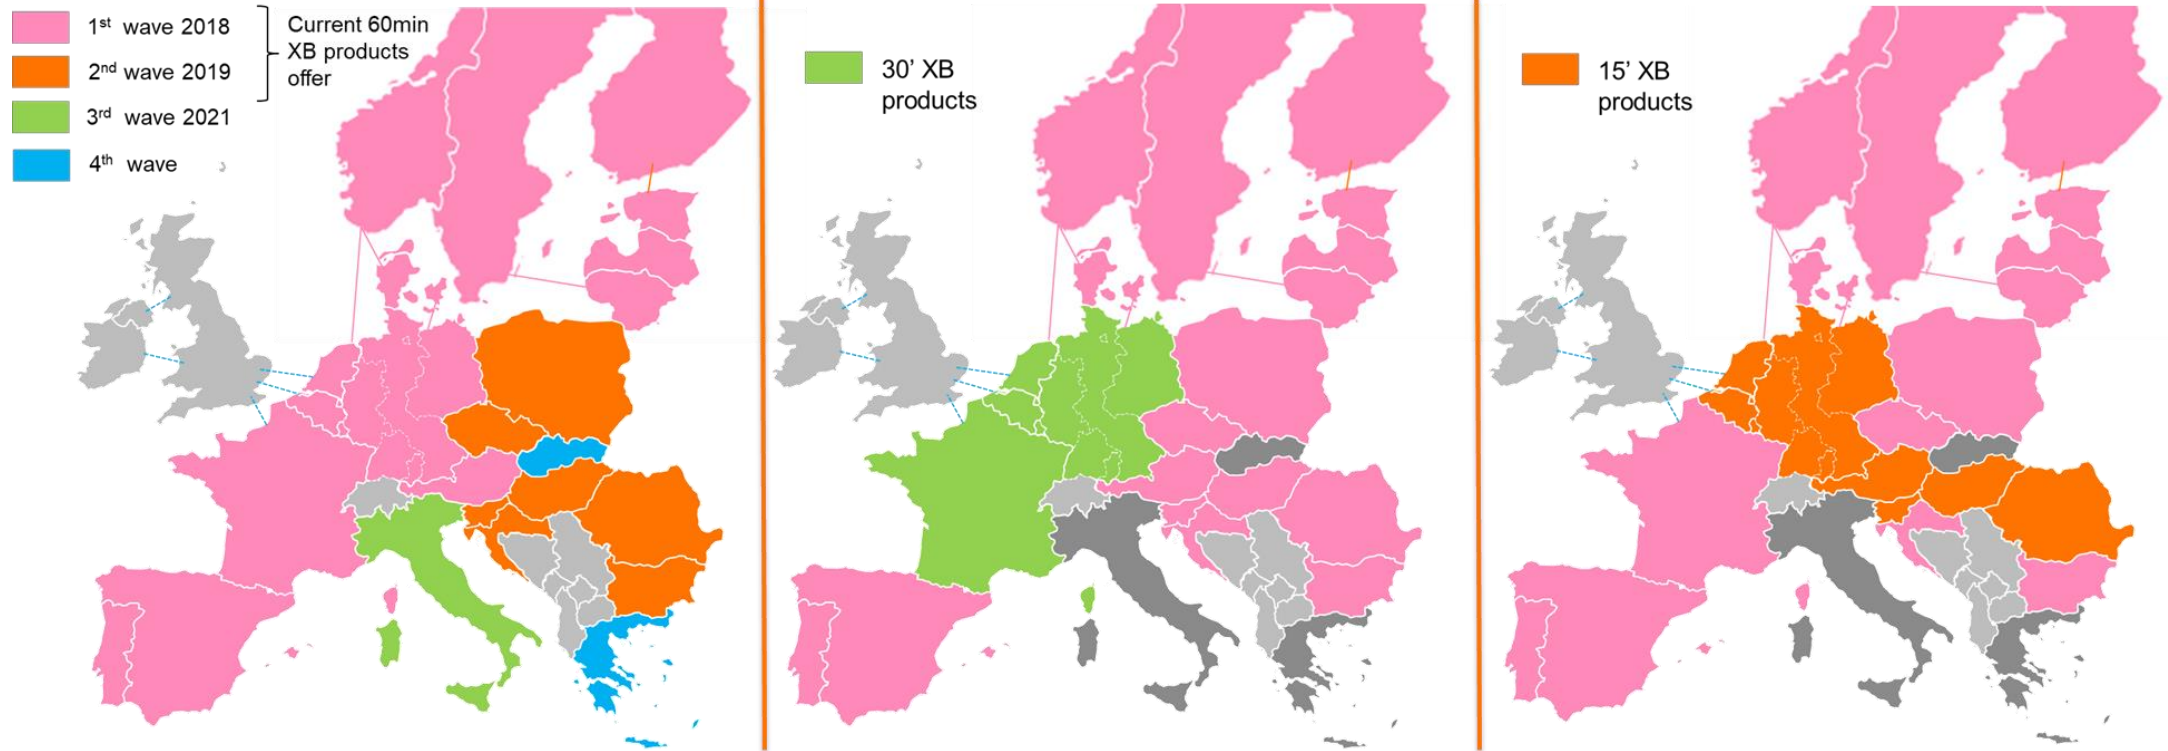 1st wave 2018
2nd wave 2019
3rd wave 2021
4th wave
Current 60min
XB products
offer
30’ XB
products
15’ XB
products